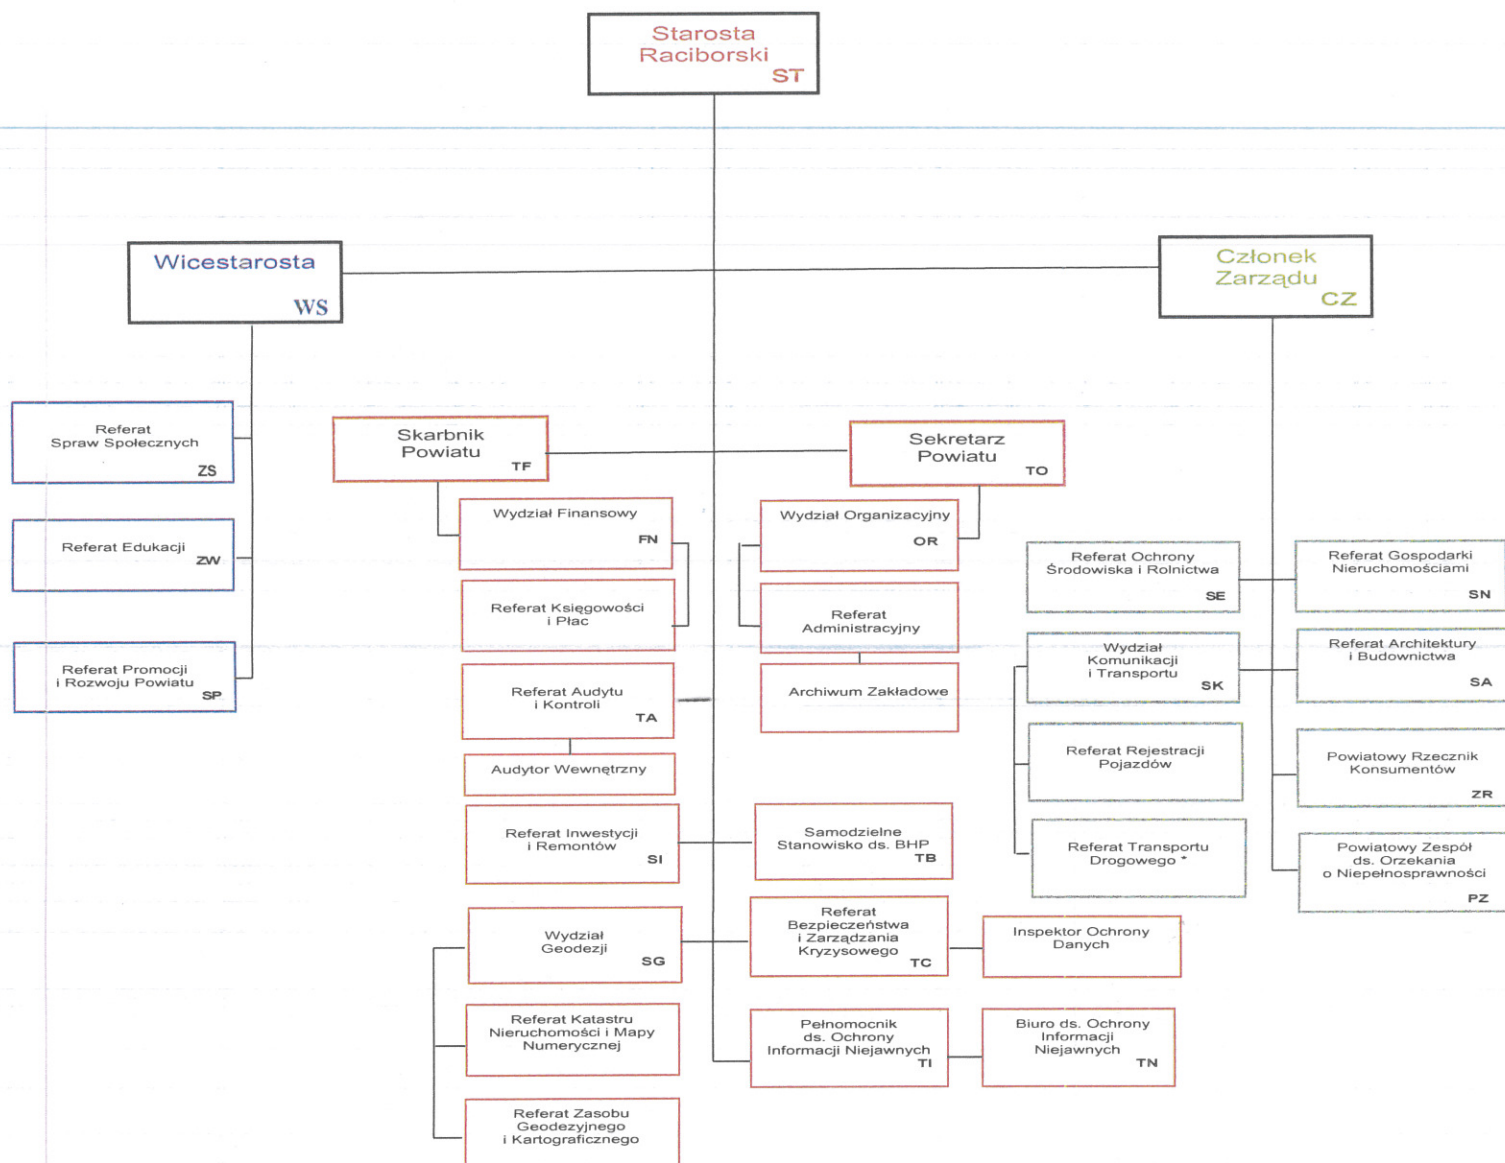 Starosta
Raciborski
ST
Wicestarosta
WS
Członek
Zarządu
CZ
Referat
Spraw Społecznych
ZS
Referat Edukacji
ZW
Referat Promocji
i Rozwoju Powiatu
SP
Skarbnik
Powiatu
TF
Sekretarz
Powiatu
TO
Wydział Finansowy
FN
Referat Księgowości
i Płac
Referat Audytu
i Kontroli
TA
Audytor Wewnętrzny
Referat Inwestycji
i Remontów
SI
Wydział
Geodezji
SG
Referat Katastru
Nieruchomości i Mapy
Numerycznej
Referat Zasobu
Geodezyjnego
i Kartograficznego
Wydział Organizacyjny
OR
Referat
Administracyjny
Archiwum Zakładowe
Samodzielne
Stanowisko ds. BHP
TB
Referat
Bezpieczeństwa
i Zarządzania
Kryzysowego
TC
Inspektor Ochrony
Danych
Pełnomocnik
ds. Ochrony
Informacji Niejawnych
TI
Biuro ds. Ochrony
Informacji
Niejawnych
TN
Referat Ochrony
Środowiska i Rolnictwa
SE
Wydział
Komunikacji
i Transportu
SK
Referat Rejestracji
Pojazdów
Referat Transportu
Drogowego *
Referat Gospodarki
Nieruchomościami
SN
Referat Architektury
i Budownictwa
SA
Powiatowy Rzecznik
Konsumentów
ZR
Powiatowy Zespół
ds. Orzekania
o Niepełnosprawności
PZ